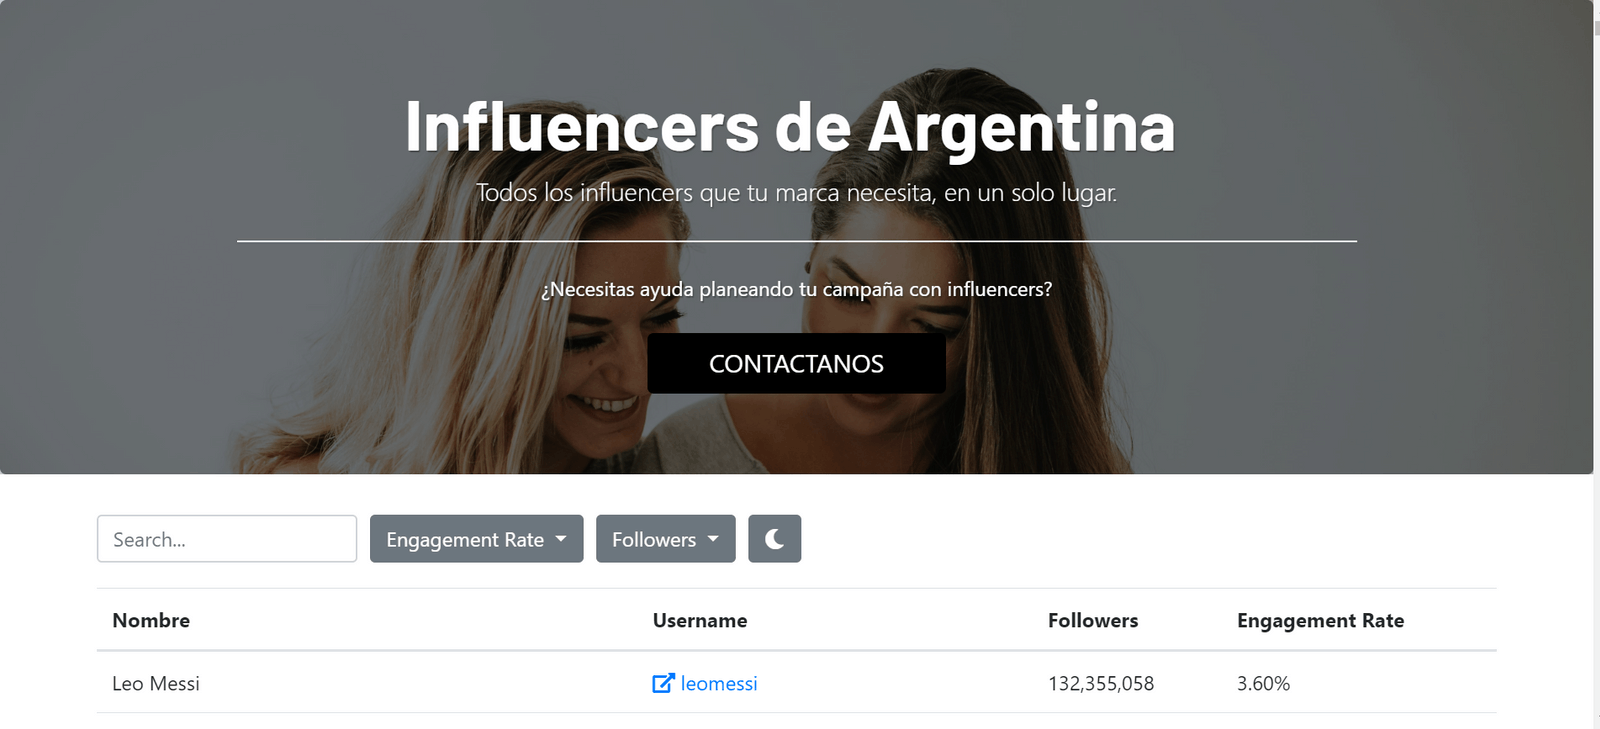 Influencers de Argentina
Todos los influencers que tu marca necesita, en un solo lugar.
¿Necesitas ayuda planeando tu campaña con influencers?
CONTACTANOS
Search...
Engagement Rate
Followers
Nombre Username Followers Engagement Rate
Leo Messi leomessi 132,355,058 3.60%